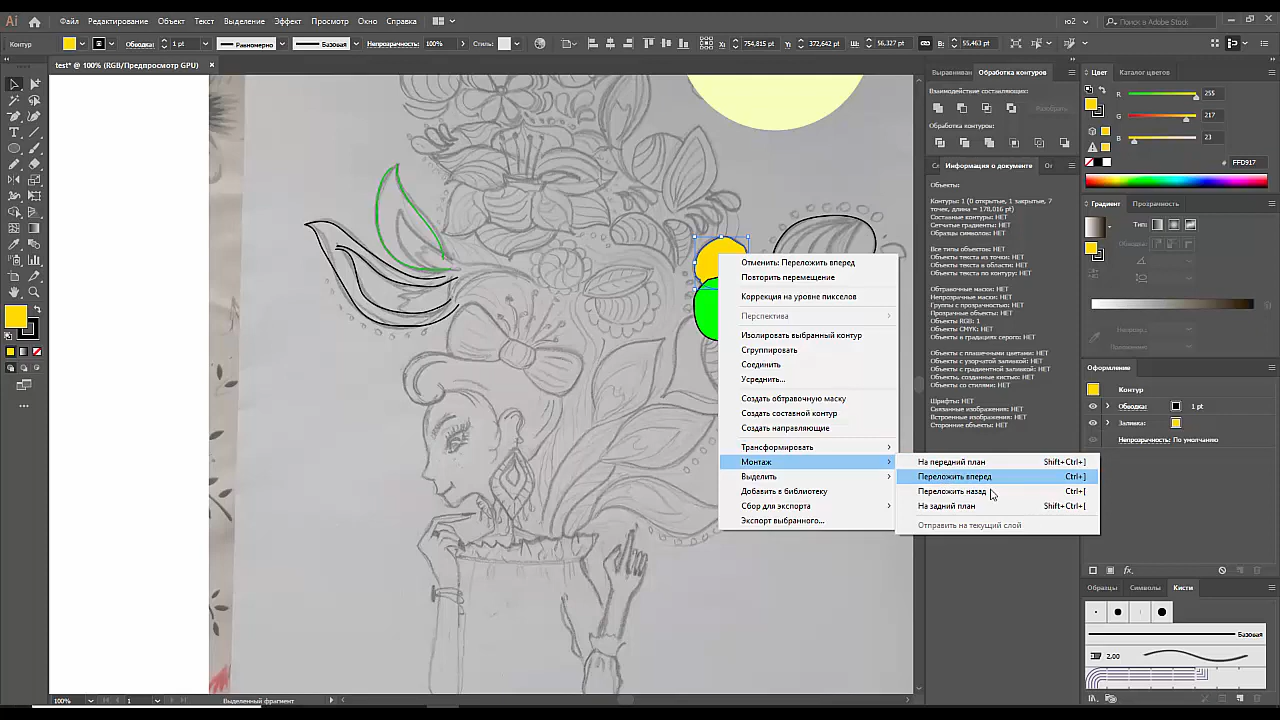 Ai Файл Редактирование Объект Текст Выделение Эффект Просмотр Окно Справка
ю2 Поиск в Adobe Stock
Контур Обводка: 1 pt Равномерно Базовая Непрозрачность: 100% Стиль: X: 754,815 pt Y: 372,642 pt Ш: 56,327 pt В: 55,463 pt
test* @ 100% (RGB/Предпросмотр GPU) ×
Выравниван Обработка контуров
Взаимодействие составляющих:
Разобрать
Обработка контуров:
Информация о документе
Объекты:
Контуры: 1 (0 открытые, 1 закрытые, 7
точек, длина = 178,016 pt)
Составные контуры: НЕТ
Сетчатые градиенты: НЕТ
Образцы символов: НЕТ
Все типы объектов: НЕТ
Объекты текста из точки: НЕТ
Объекты текста в области: НЕТ
Объекты текста по контуру: НЕТ
Обтравочные маски: НЕТ
Непрозрачные маски: НЕТ
Группы с прозрачностью: НЕТ
Прозрачные объекты: НЕТ
Объекты RGB: 1
Объекты CMYK: НЕТ
Объекты в градациях серого: НЕТ
Объекты с плашечными цветами: НЕТ
Объекты с узорчатой заливкой: НЕТ
Объекты с градиентной заливкой: НЕТ
Объекты, созданные кистью: НЕТ
Объекты со стилями: НЕТ
Шрифты: НЕТ
Связанные изображения: НЕТ
Встроенные изображения: НЕТ
Сторонние объекты: НЕТ
Отменить: Переложить вперед
Повторить перемещение
Коррекция на уровне пикселов
Перспектива
Изолировать выбранный контур
Сгруппировать
Соединить
Усреднить...
Создать обтравочную маску
Создать составной контур
Создать направляющие
Трансформировать
Монтаж
Выделить
Добавить в библиотеку
Сбор для экспорта
Экспорт выбранного...
На передний план Shift+Ctrl+]
Переложить вперед Ctrl+]
Переложить назад Ctrl+[
На задний план Shift+Ctrl+[
Отправить на текущий слой
Цвет Каталог цветов
R 255
G 217
B 23
# FFD917
Градиент Прозрачность
Тип:
Обводка:
Оформление
Контур
Обводка: 1 pt
Заливка:
Непрозрачность: По умолчанию
fx
Образцы Символы Кисти
Базовая
2.00
100% 1 Выделенный фрагмент